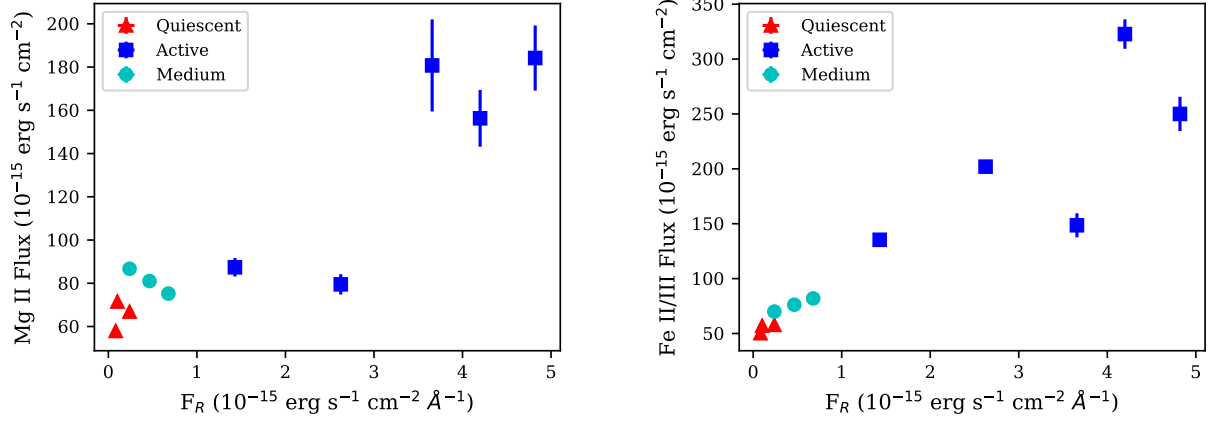 Mg II Flux (10⁻¹⁵ erg s⁻¹ cm⁻²)
200
180
160
140
120
100
80
60
Quiescent
Active
Medium
0 1 2 3 4 5
F_R (10⁻¹⁵ erg s⁻¹ cm⁻² Å⁻¹)
Fe II/III Flux (10⁻¹⁵ erg s⁻¹ cm⁻²)
350
300
250
200
150
100
50
Quiescent
Active
Medium
0 1 2 3 4 5
F_R (10⁻¹⁵ erg s⁻¹ cm⁻² Å⁻¹)